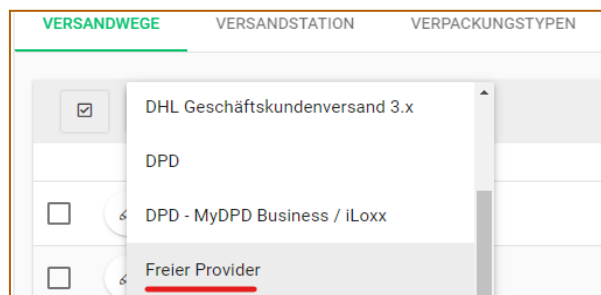 VERSANDWEGE VERSANDSTATION VERPACKUNGSTYPEN
DHL Geschäftskundenversand 3.x
DPD
DPD - MyDPD Business / iLoxx
Freier Provider